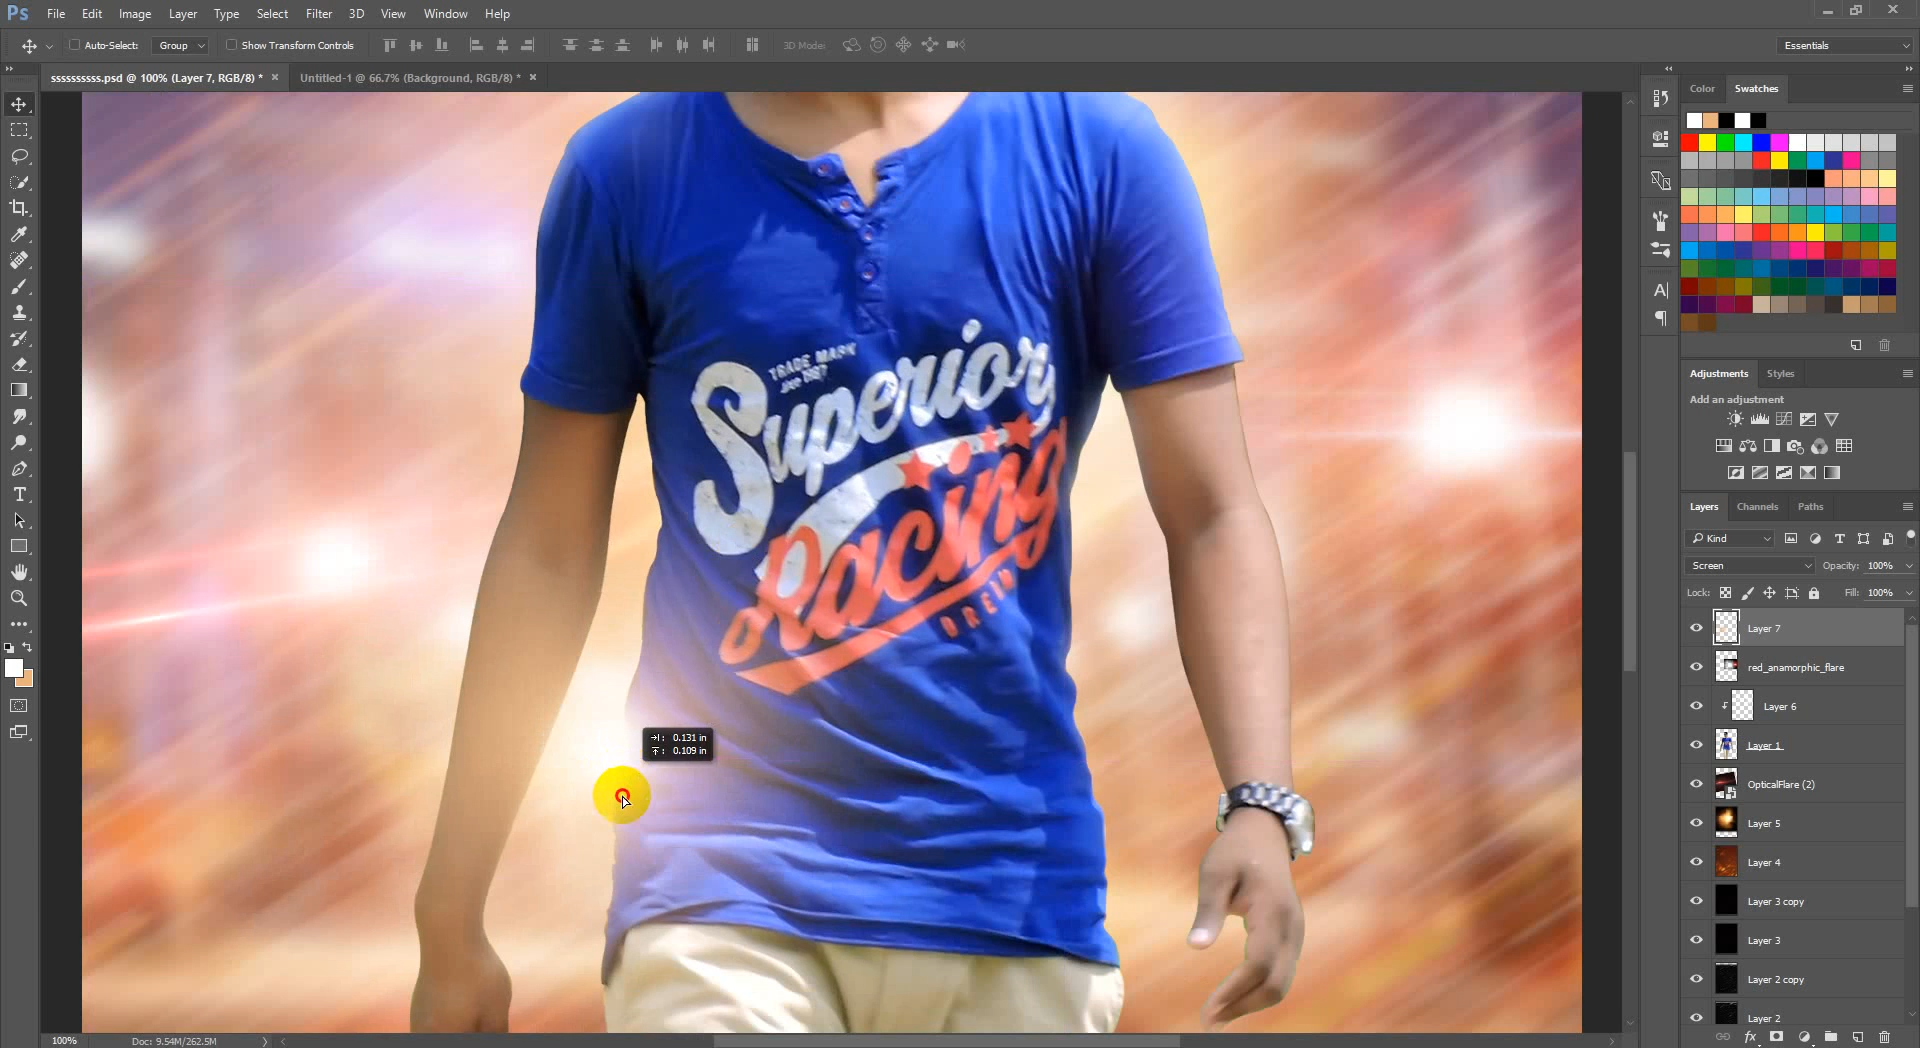 Ps File Edit Image Layer Type Select Filter 3D View Window Help
Auto-Select: Group Show Transform Controls 3D Mode: Essentials
ssssssssss.psd @ 100% (Layer 7, RGB/8) * × Untitled-1 @ 66.7% (Background, RGB/8) * ×
Color Swatches
TRADE MARK
Superior
Racing
Adjustments Styles
Add an adjustment
Layers Channels Paths
Kind
Screen Opacity: 100%
Lock: Fill: 100%
Layer 7
red_anamorphic_flare
Layer 6
Layer 1
OpticalFlare (2)
Layer 5
Layer 4
Layer 3 copy
Layer 3
Layer 2 copy
Layer 2
0.131 in
0.109 in
100% Doc: 9.54M/262.5M